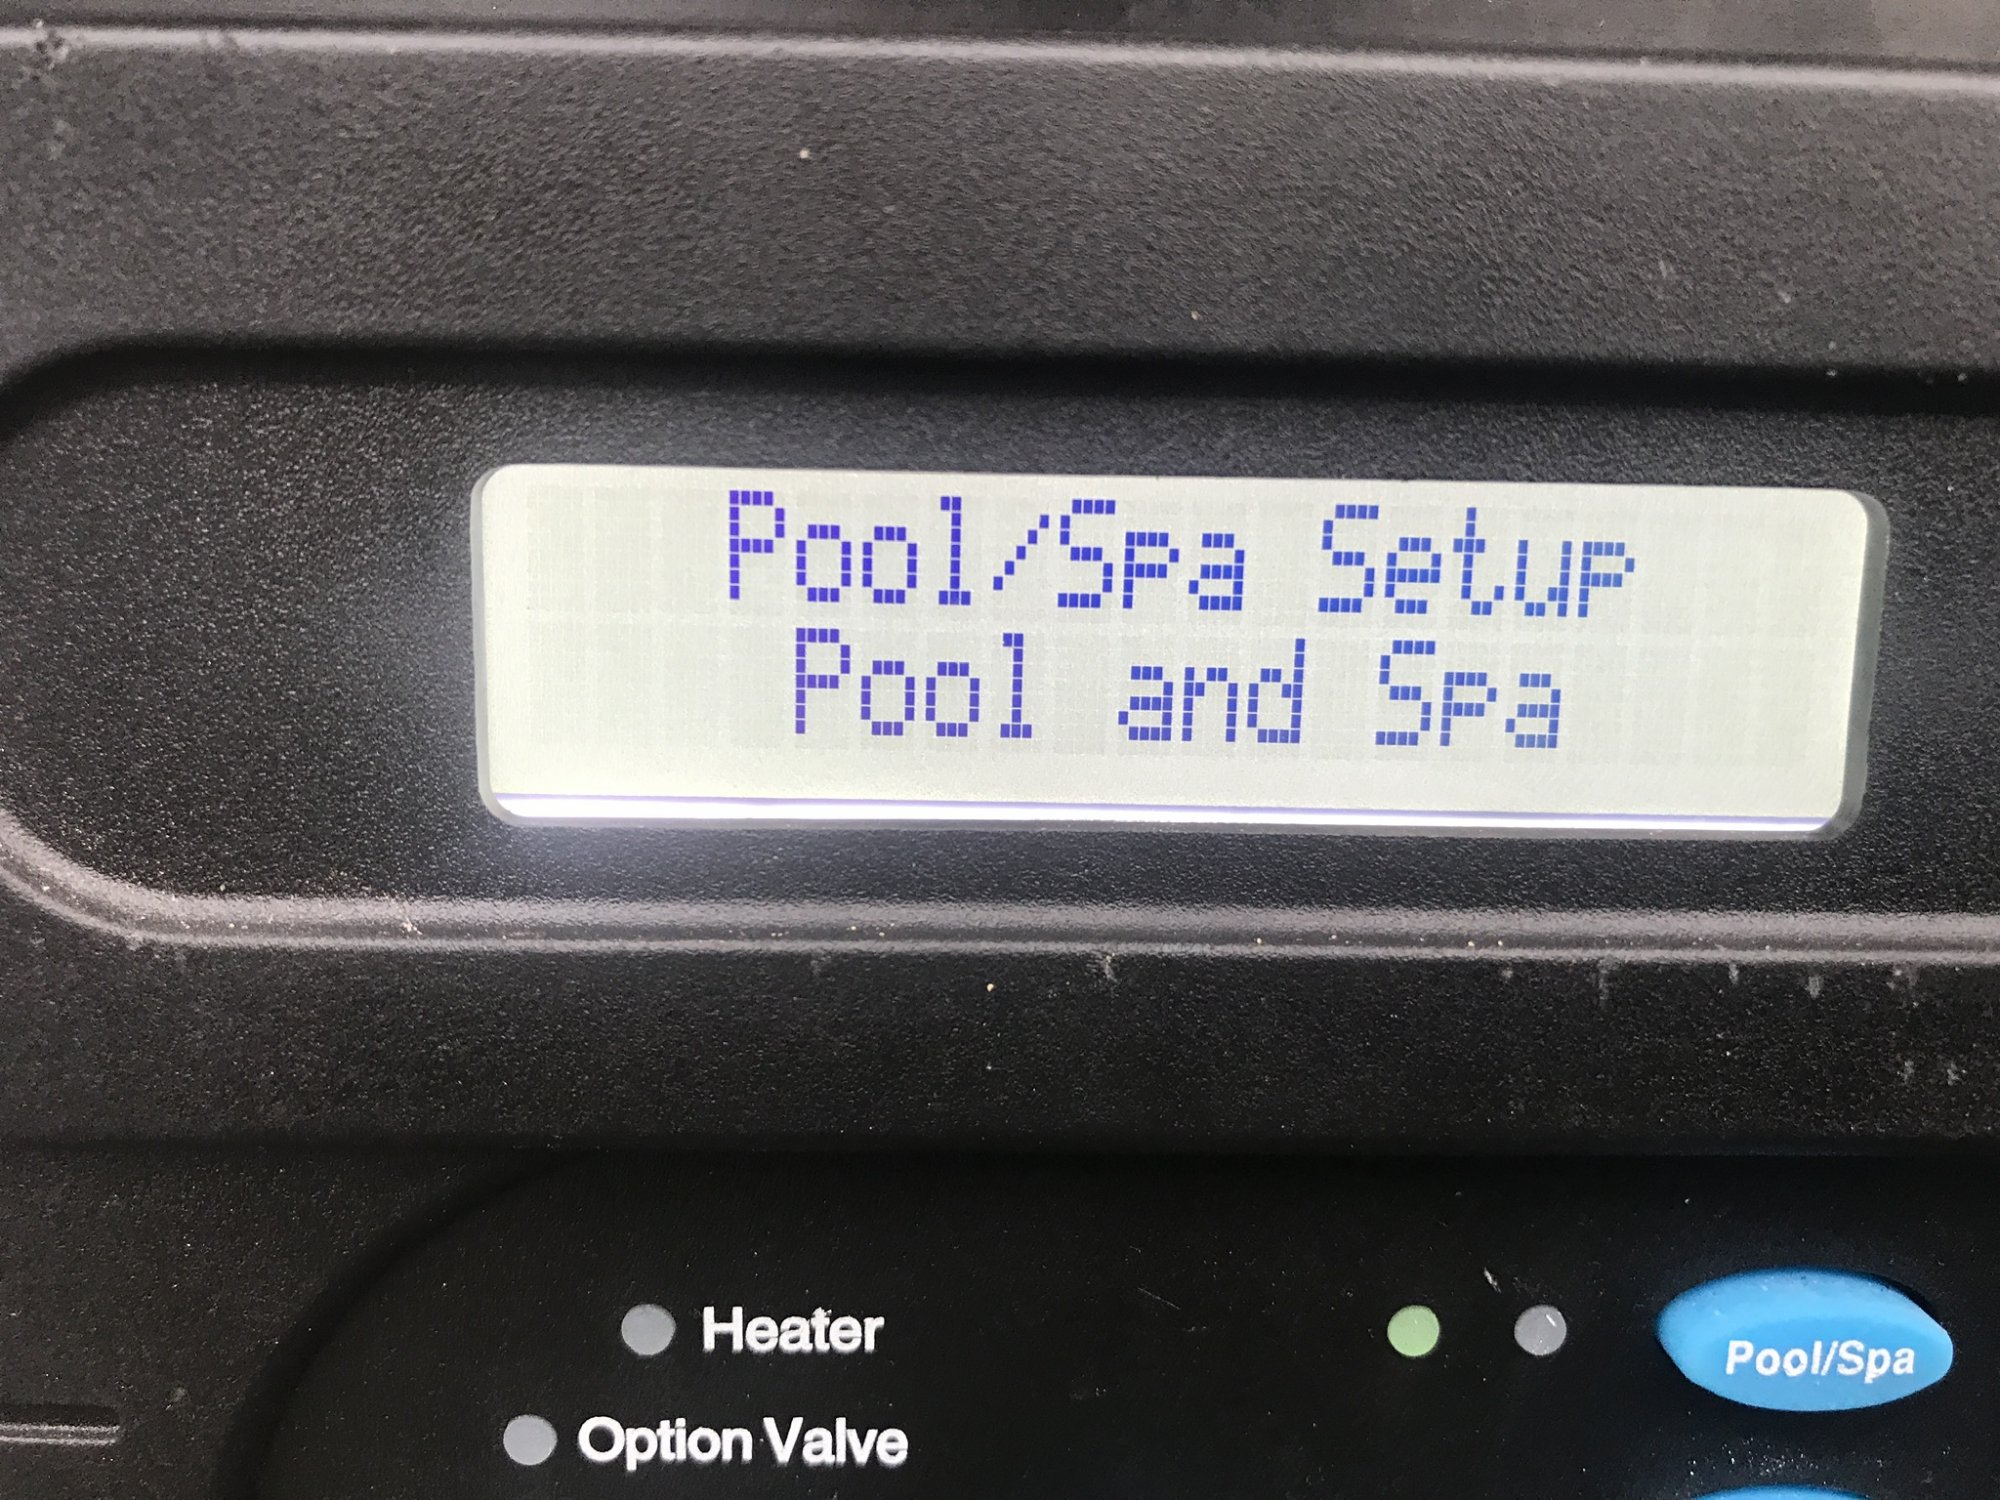 Pool/Spa Setup
Pool and Spa
Heater
Pool/Spa
Option Valve